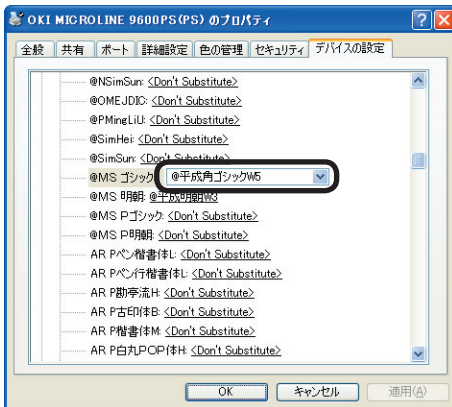 OKI MICROLINE 9600PS(PS) のプロパティ
全般 共有 ポート 詳細設定 色の管理 セキュリティ デバイスの設定
@NSimSun: <Don't Substitute>
@OMEJDIC: <Don't Substitute>
@PMingLiU: <Don't Substitute>
@SimHei: <Don't Substitute>
@SimSun: <Don't Substitute>
@MS ゴシック @平成角ゴシックW5
@MS 明朝: @平成明朝W3
@MS Pゴシック: <Don't Substitute>
@MS P明朝: <Don't Substitute>
AR Pペン楷書体L: <Don't Substitute>
AR Pペン行楷書体L: <Don't Substitute>
AR P勘亭流H: <Don't Substitute>
AR P古印体B: <Don't Substitute>
AR P楷書体M: <Don't Substitute>
AR P白丸POP体H: <Don't Substitute>
OK キャンセル 適用(A)